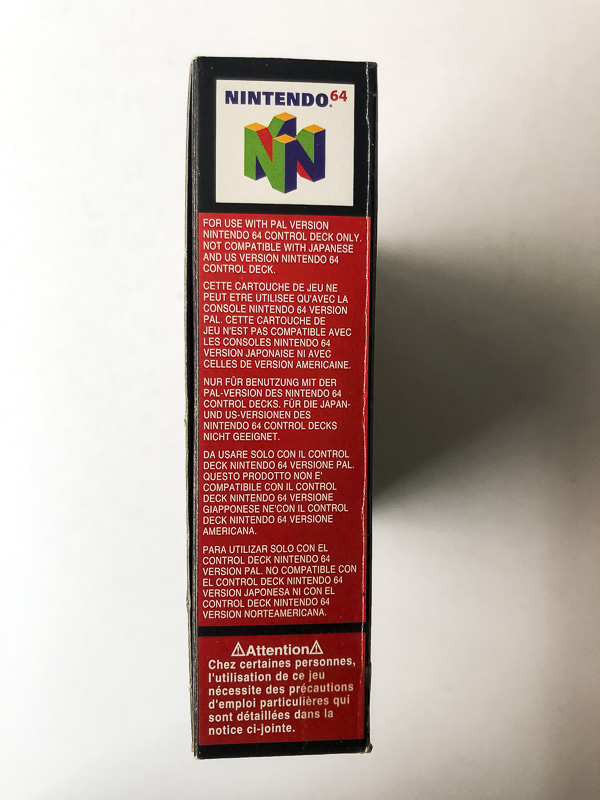 NINTENDO64
FOR USE WITH PAL VERSION
NINTENDO 64 CONTROL DECK ONLY.
NOT COMPATIBLE WITH JAPANESE
AND US VERSION NINTENDO 64
CONTROL DECK.
CETTE CARTOUCHE DE JEU NE
PEUT ETRE UTILISEE QU'AVEC LA
CONSOLE NINTENDO 64 VERSION
PAL. CETTE CARTOUCHE DE
JEU N'EST PAS COMPATIBLE AVEC
LES CONSOLES NINTENDO 64
VERSION JAPONAISE NI AVEC
CELLES DE VERSION AMERICAINE.
NUR FÜR BENUTZUNG MIT DER
PAL-VERSION DES NINTENDO 64
CONTROL DECKS. FÜR DIE JAPAN-
UND US-VERSIONEN DES
NINTENDO 64 CONTROL DECKS
NICHT GEEIGNET.
DA USARE SOLO CON IL CONTROL
DECK NINTENDO 64 VERSIONE PAL.
QUESTO PRODOTTO NON E'
COMPATIBILE CON IL CONTROL
DECK NINTENDO 64 VERSIONE
GIAPPONESE NE'CON IL CONTROL
DECK NINTENDO 64 VERSIONE
AMERICANA.
PARA UTILIZAR SOLO CON EL
CONTROL DECK NINTENDO 64
VERSION PAL. NO COMPATIBLE CON
EL CONTROL DECK NINTENDO 64
VERSION JAPONESA NI CON EL
CONTROL DECK NINTENDO 64
VERSION NORTEAMERICANA.
⚠Attention⚠
Chez certaines personnes,
l'utilisation de ce jeu
nécessite des précautions
d'emploi particulières qui
sont détaillées dans la
notice ci-jointe.